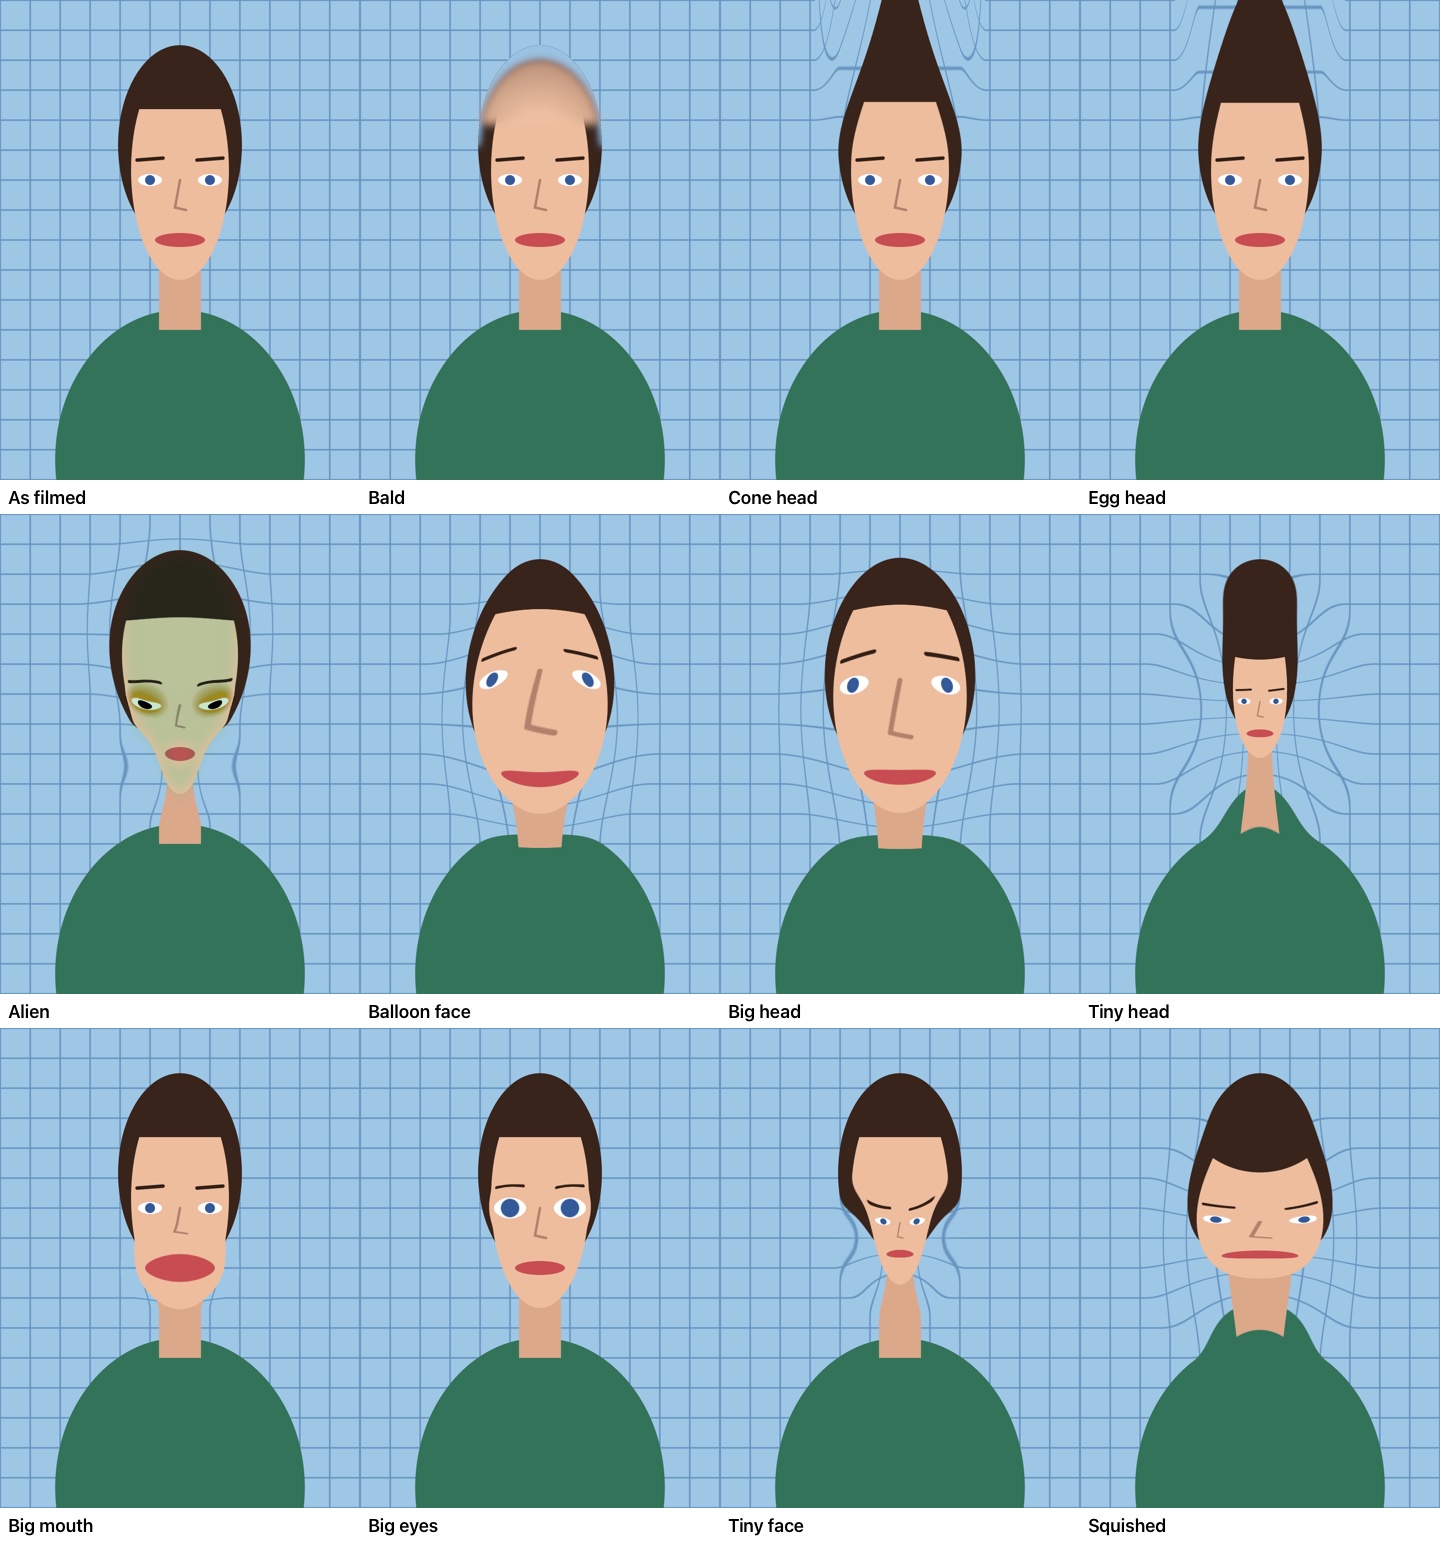 As filmed
Bald
Cone head
Egg head
Alien
Balloon face
Big head
Tiny head
Big mouth
Big eyes
Tiny face
Squished